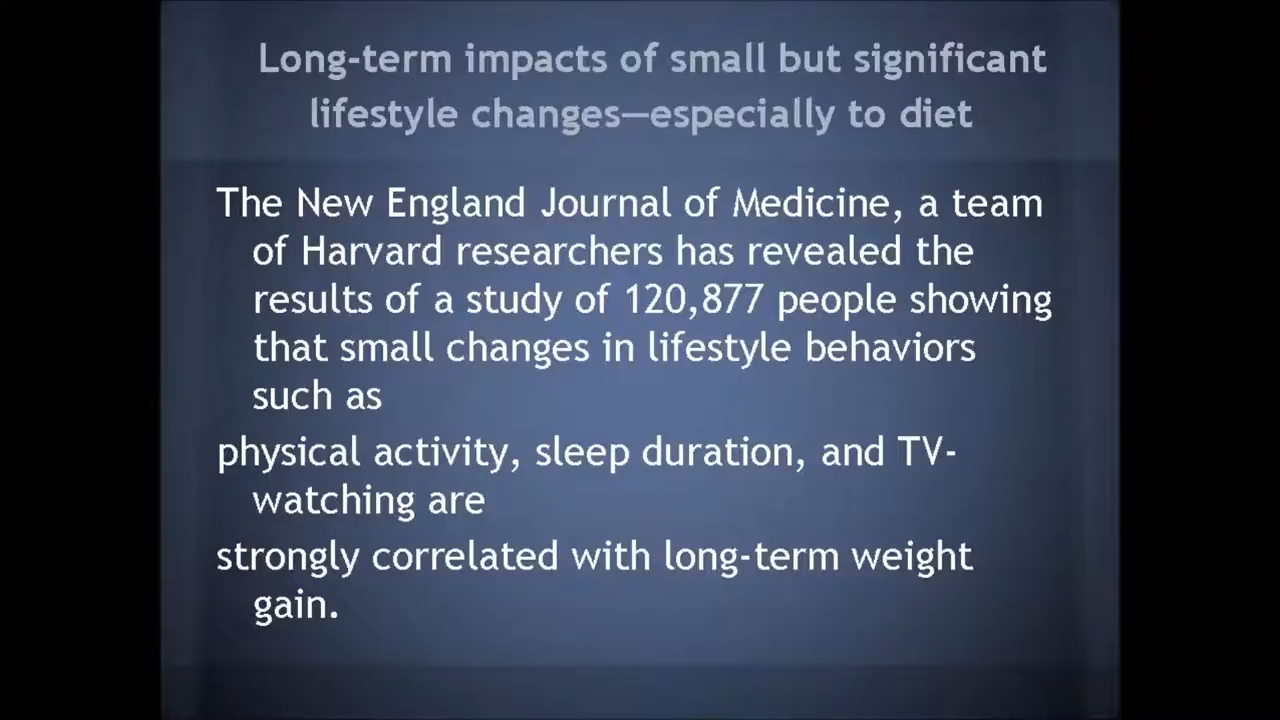 Long-term impacts of small but significant
lifestyle changes—especially to diet
The New England Journal of Medicine, a team
of Harvard researchers has revealed the
results of a study of 120,877 people showing
that small changes in lifestyle behaviors
such as
physical activity, sleep duration, and TV-
watching are
strongly correlated with long-term weight
gain.